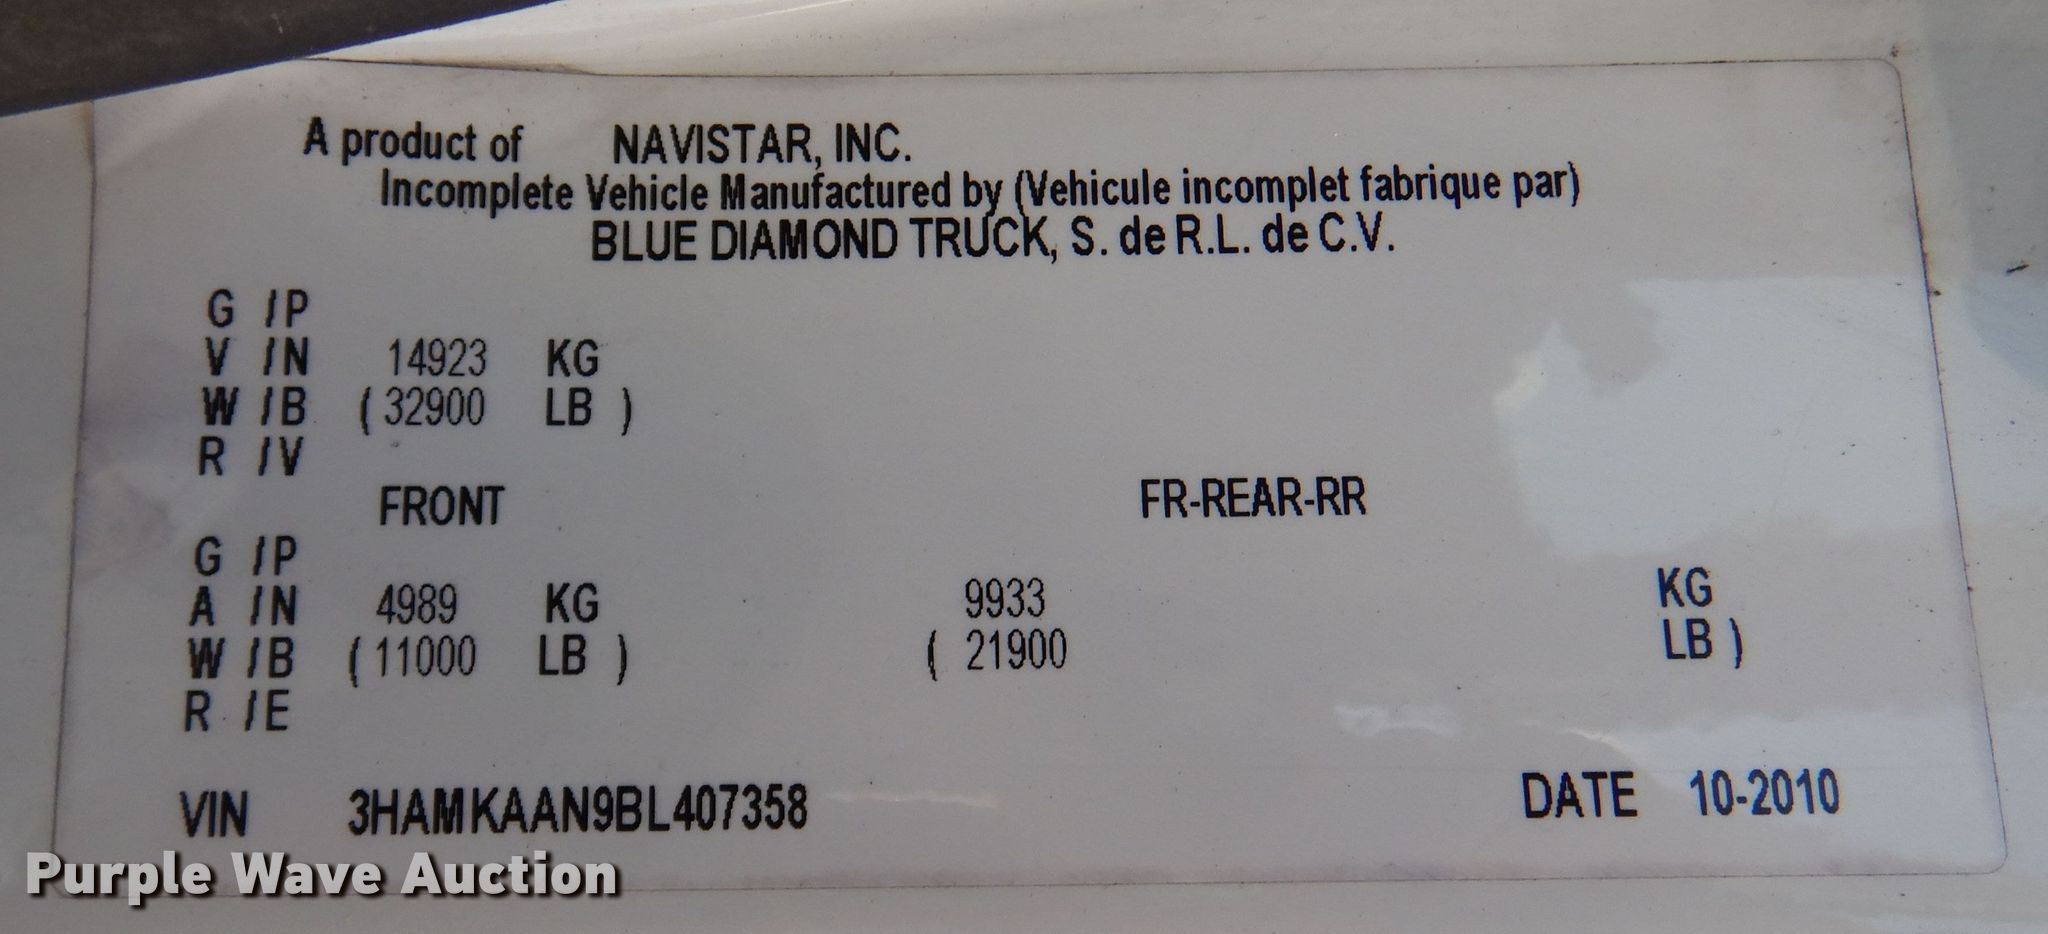 A product of NAVISTAR, INC.
Incomplete Vehicle Manufactured by (Vehicule incomplet fabrique par)
BLUE DIAMOND TRUCK, S. de R.L. de C.V.
G /P
V /N 14923 KG
W /B ( 32900 LB )
R /V
FRONT FR-REAR-RR
G /P
A /N 4989 KG 9933 KG
W /B ( 11000 LB ) ( 21900 LB )
R /E
VIN 3HAMKAAN9BL407358 DATE 10-2010
Purple Wave Auction